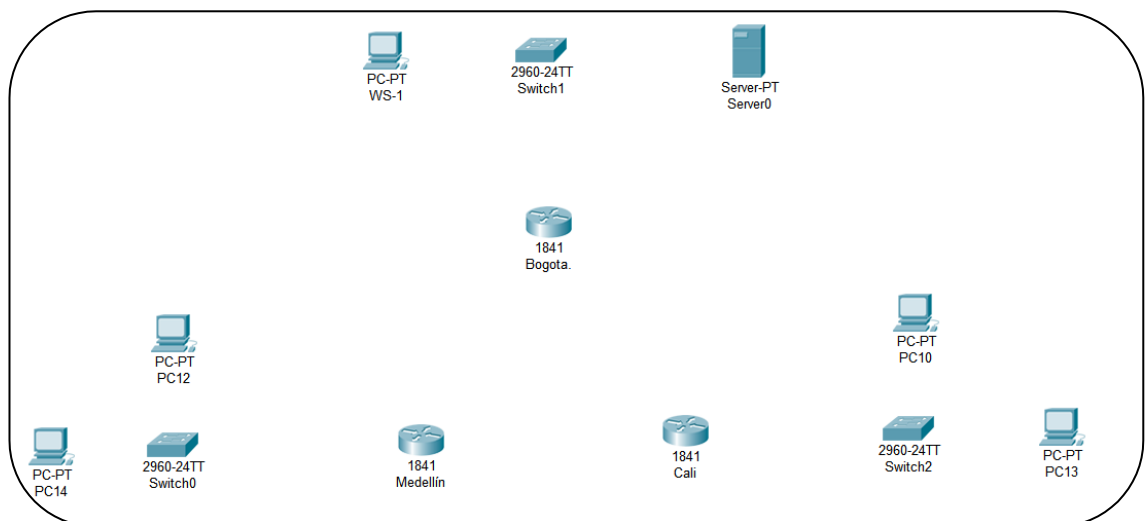 PC-PT
WS-1
2960-24TT
Switch1
Server-PT
Server0
1841
Bogota.
PC-PT
PC12
PC-PT
PC10
PC-PT
PC14
2960-24TT
Switch0
1841
Medellín
1841
Cali
2960-24TT
Switch2
PC-PT
PC13